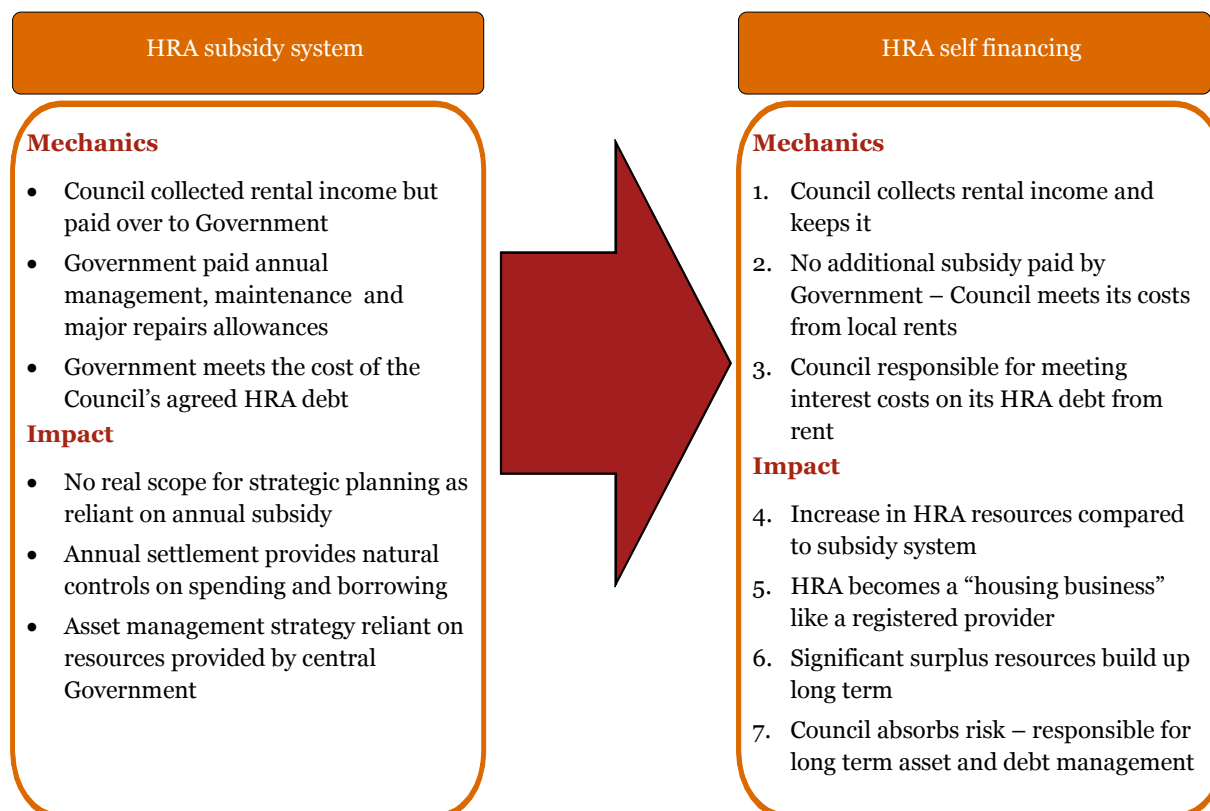 HRA subsidy system
Mechanics
• Council collected rental income but
paid over to Government
• Government paid annual
management, maintenance and
major repairs allowances
• Government meets the cost of the
Council’s agreed HRA debt
Impact
• No real scope for strategic planning as
reliant on annual subsidy
• Annual settlement provides natural
controls on spending and borrowing
• Asset management strategy reliant on
resources provided by central
Government
HRA self financing
Mechanics
1. Council collects rental income and
keeps it
2. No additional subsidy paid by
Government – Council meets its costs
from local rents
3. Council responsible for meeting
interest costs on its HRA debt from
rent
Impact
4. Increase in HRA resources compared
to subsidy system
5. HRA becomes a “housing business”
like a registered provider
6. Significant surplus resources build up
long term
7. Council absorbs risk – responsible for
long term asset and debt management